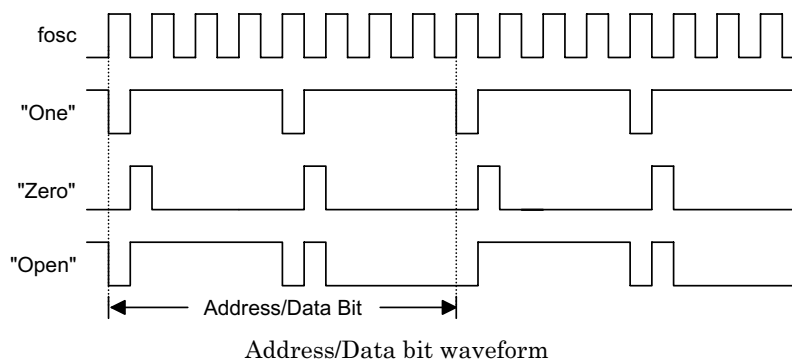 fosc
"One"
"Zero"
"Open"
Address/Data Bit
Address/Data bit waveform